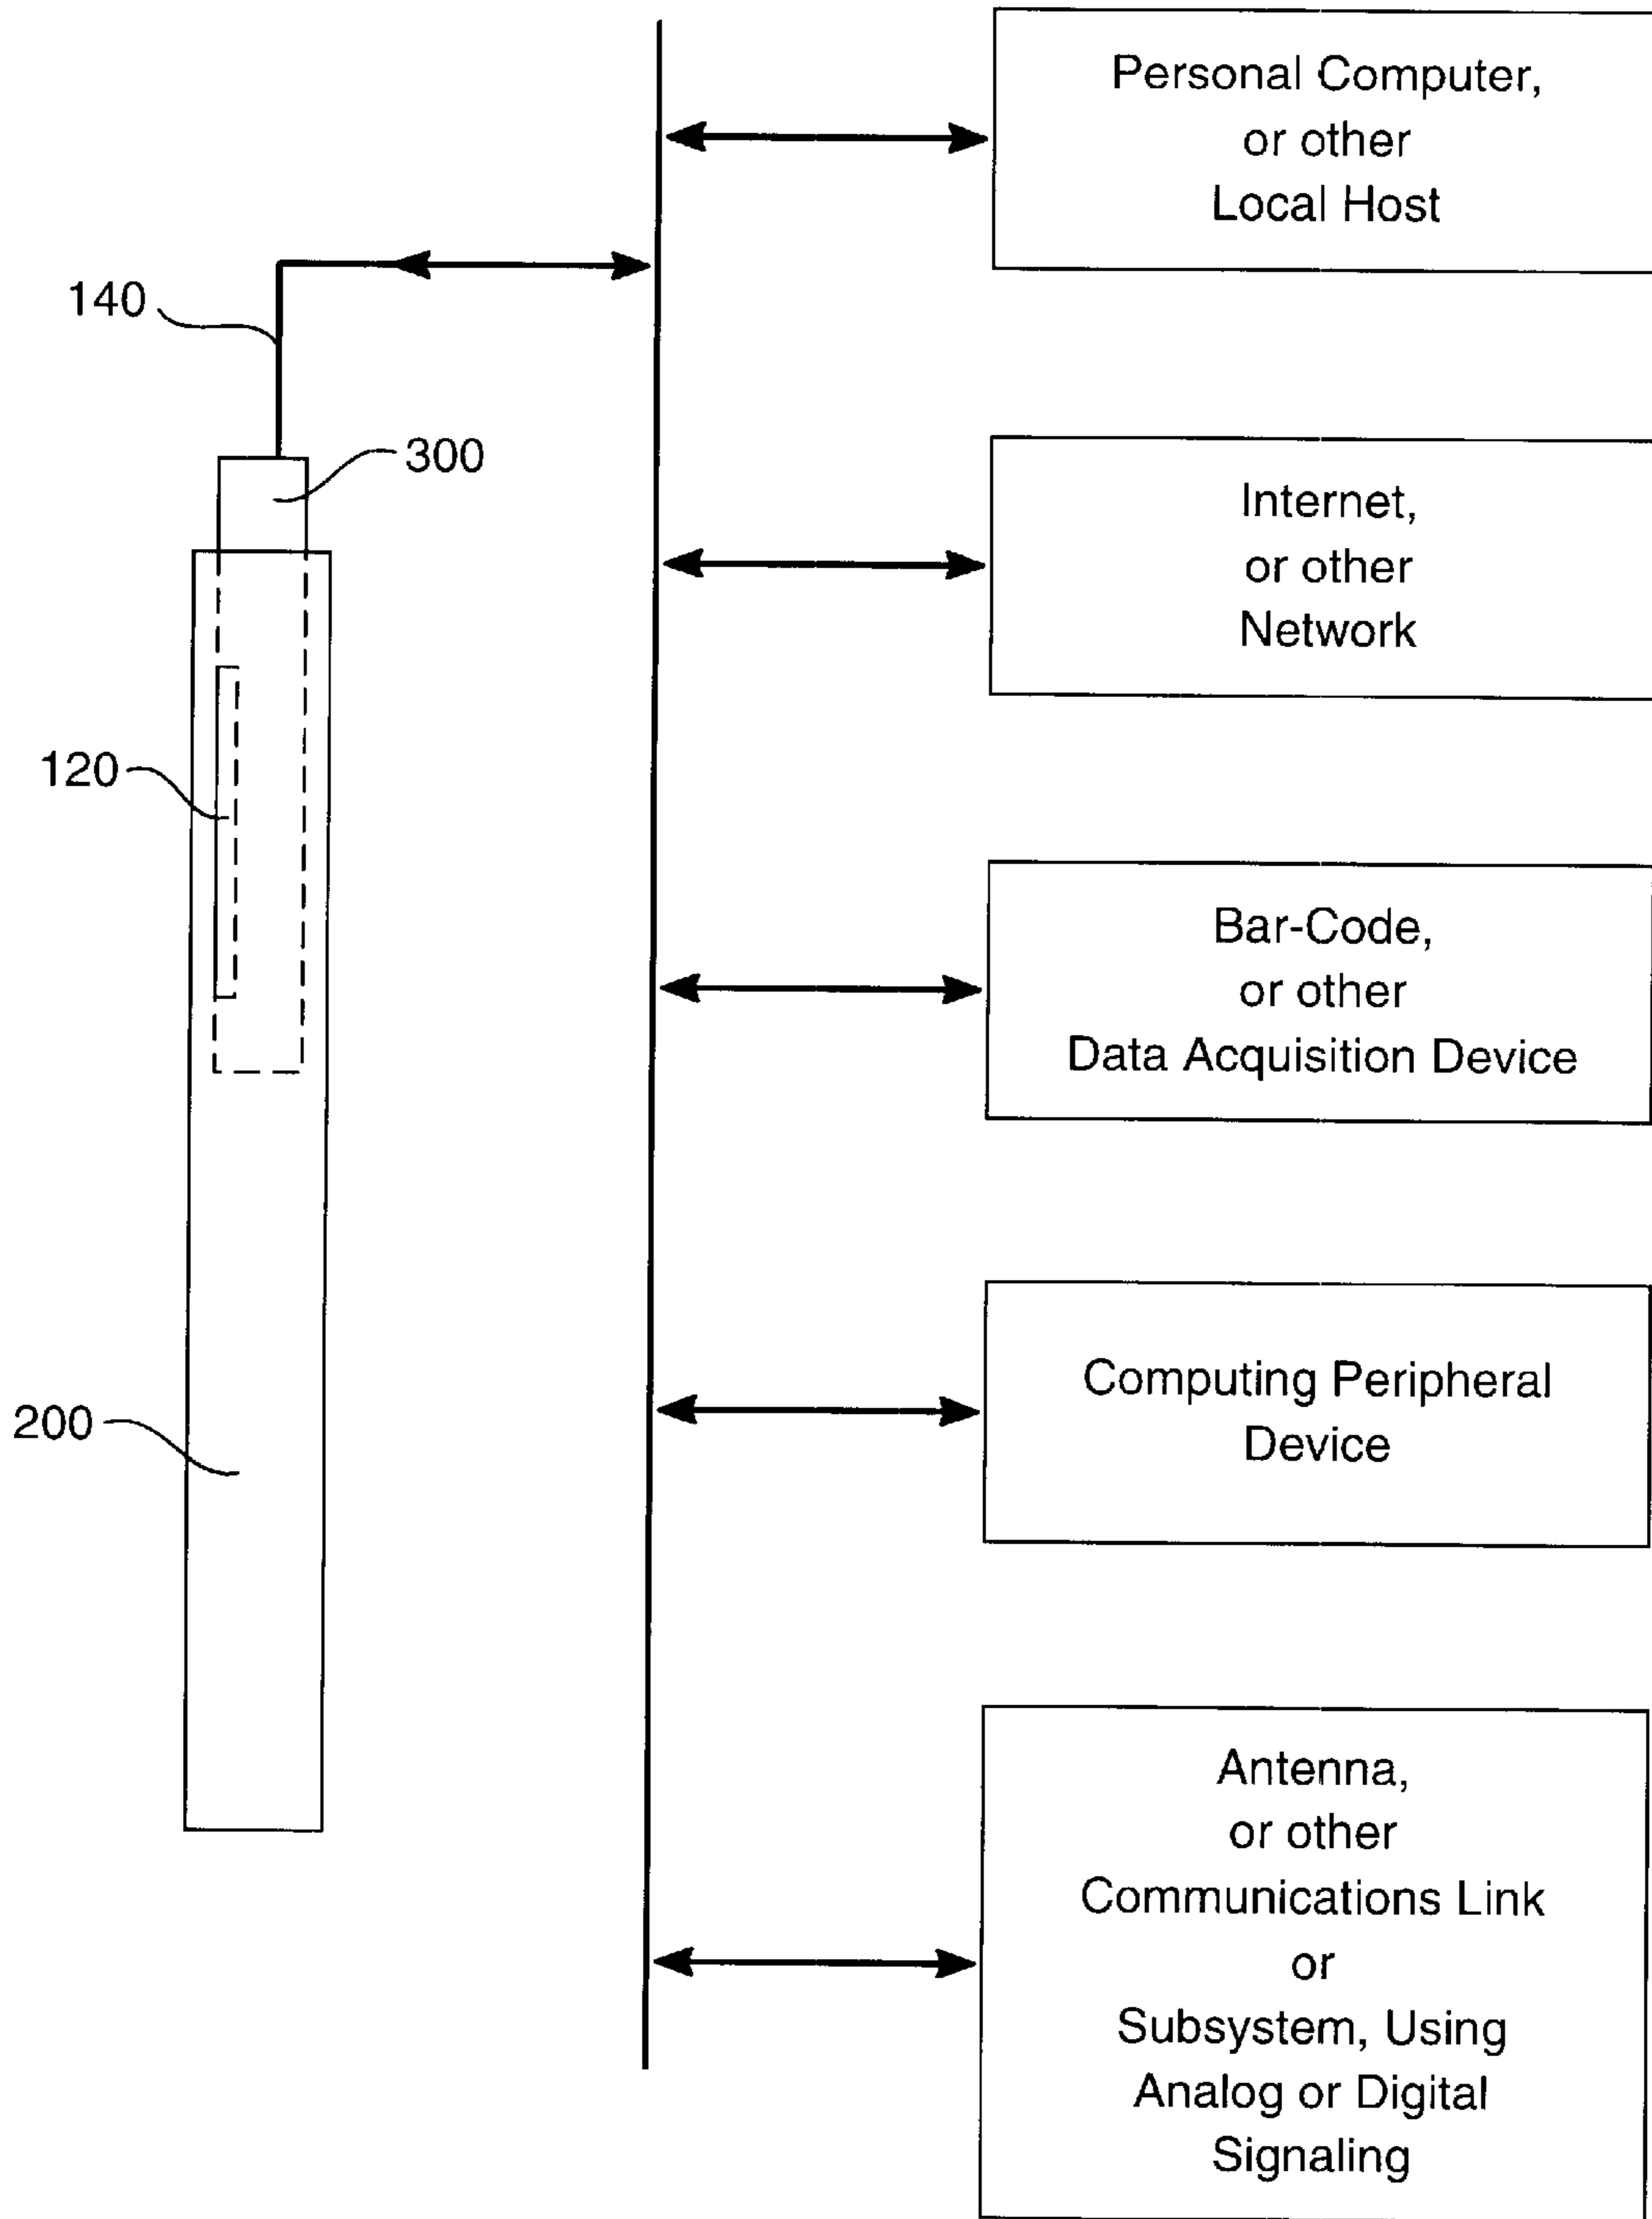 Personal Computer,
or other
Local Host
140
300
Internet,
or other
Network
120
Bar-Code,
or other
Data Acquisition Device
200
Computing Peripheral
Device
Antenna,
or other
Communications Link
or
Subsystem, Using
Analog or Digital
Signaling